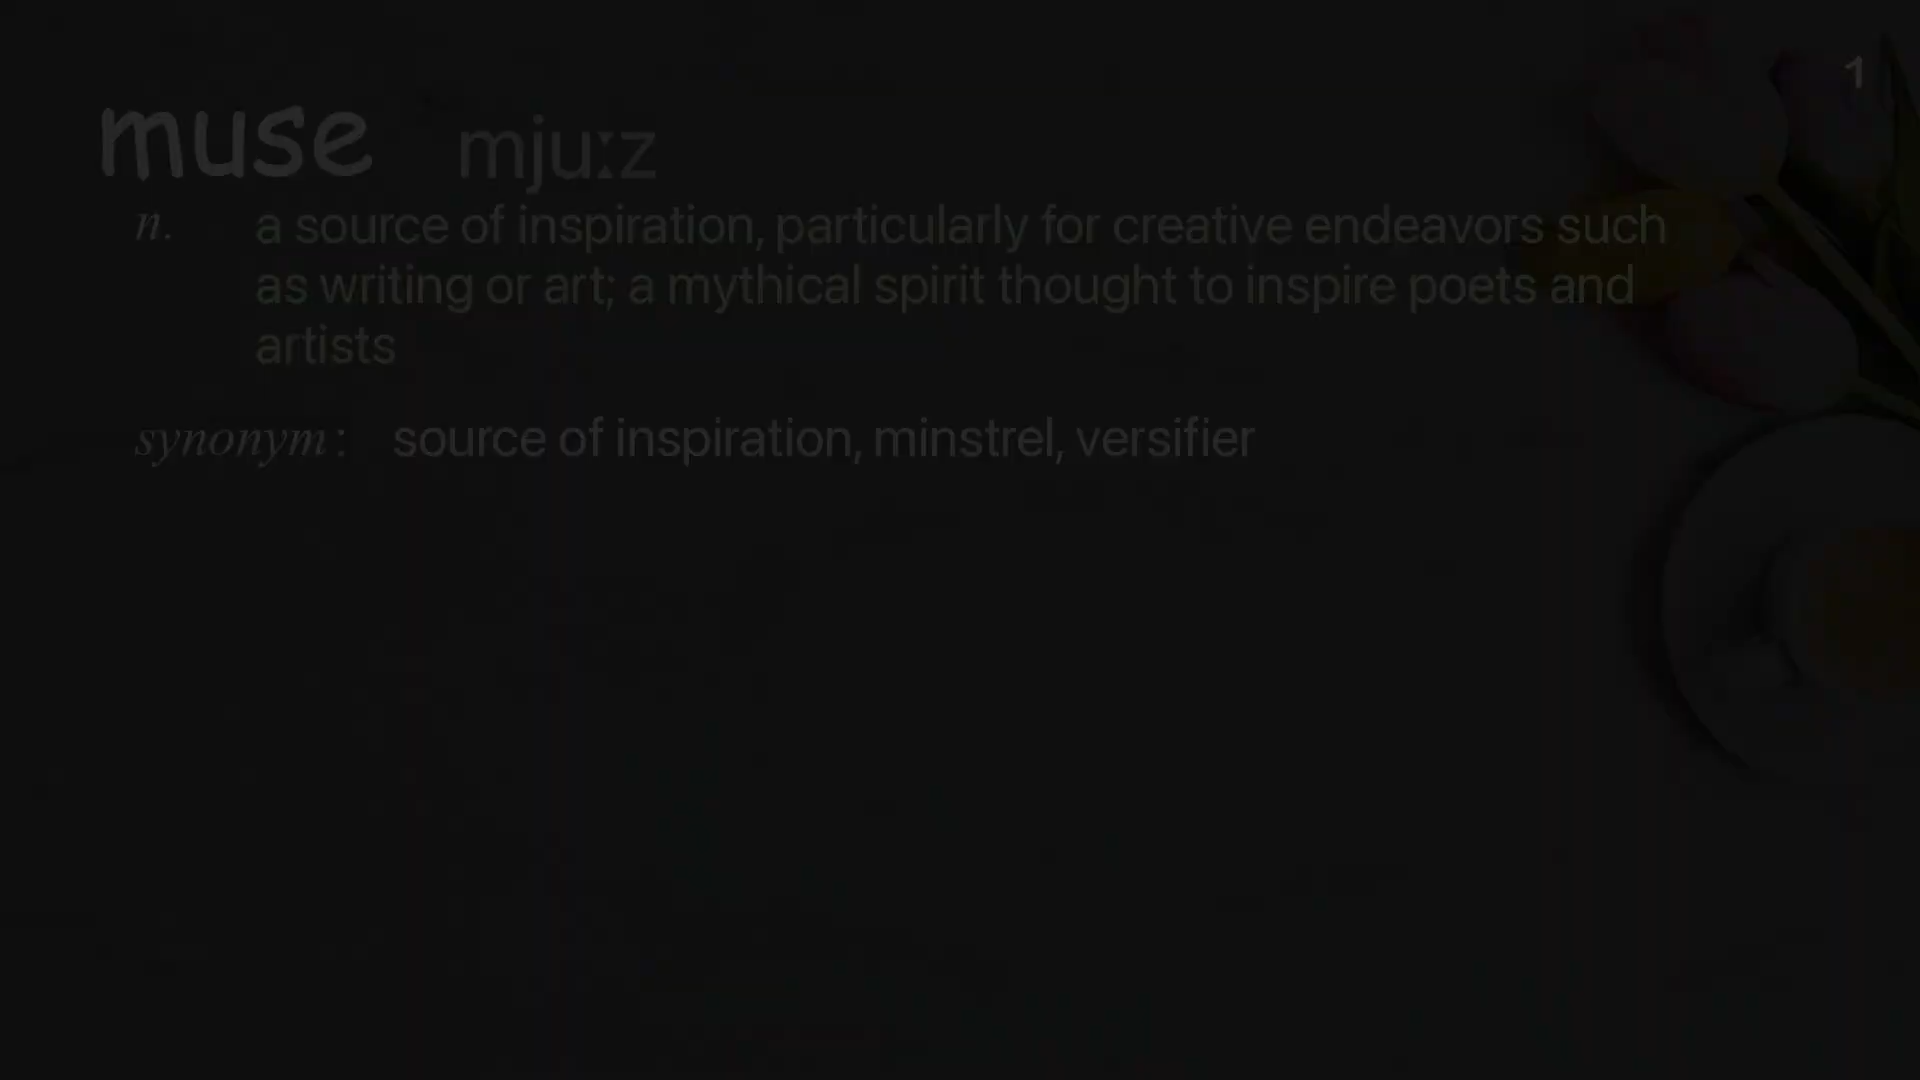 1
muse mju:z
n. a source of inspiration, particularly for creative endeavors such
as writing or art; a mythical spirit thought to inspire poets and
artists
synonym: source of inspiration, minstrel, versifier